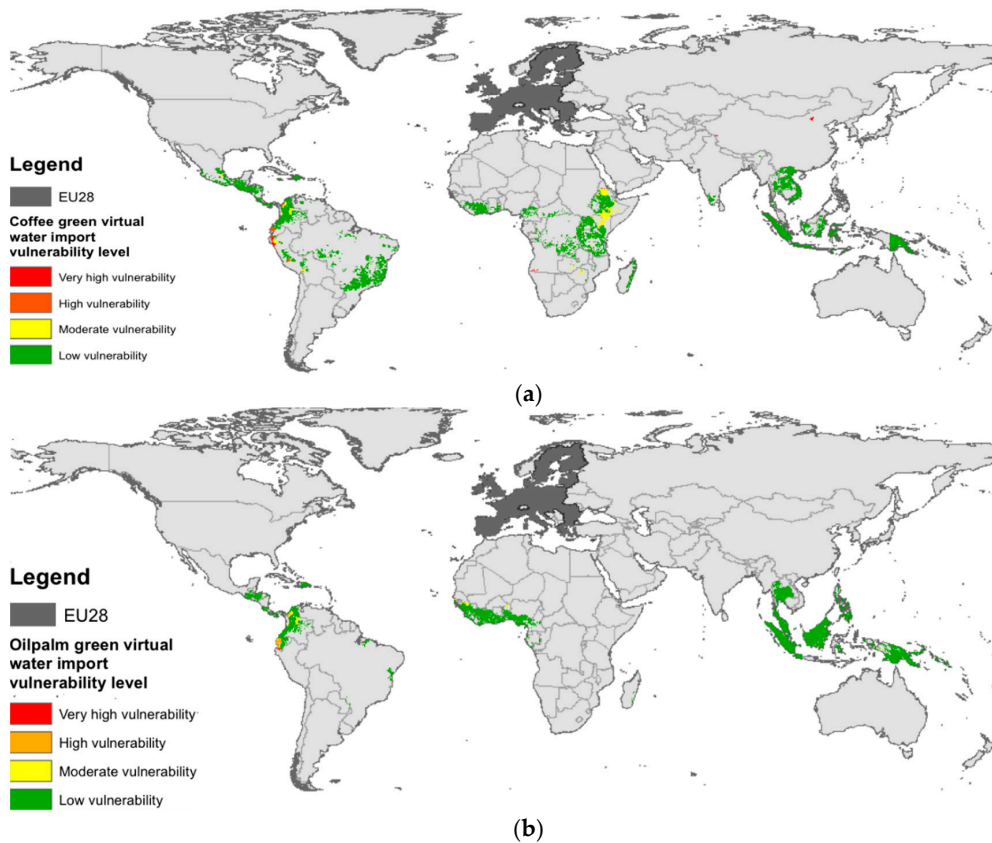 Legend
EU28
Coffee green virtual
water import
vulnerability level
Very high vulnerability
High vulnerability
Moderate vulnerability
Low vulnerability
(a)
Legend
EU28
Oilpalm green virtual
water import
vulnerability level
Very high vulnerability
High vulnerability
Moderate vulnerability
Low vulnerability
(b)